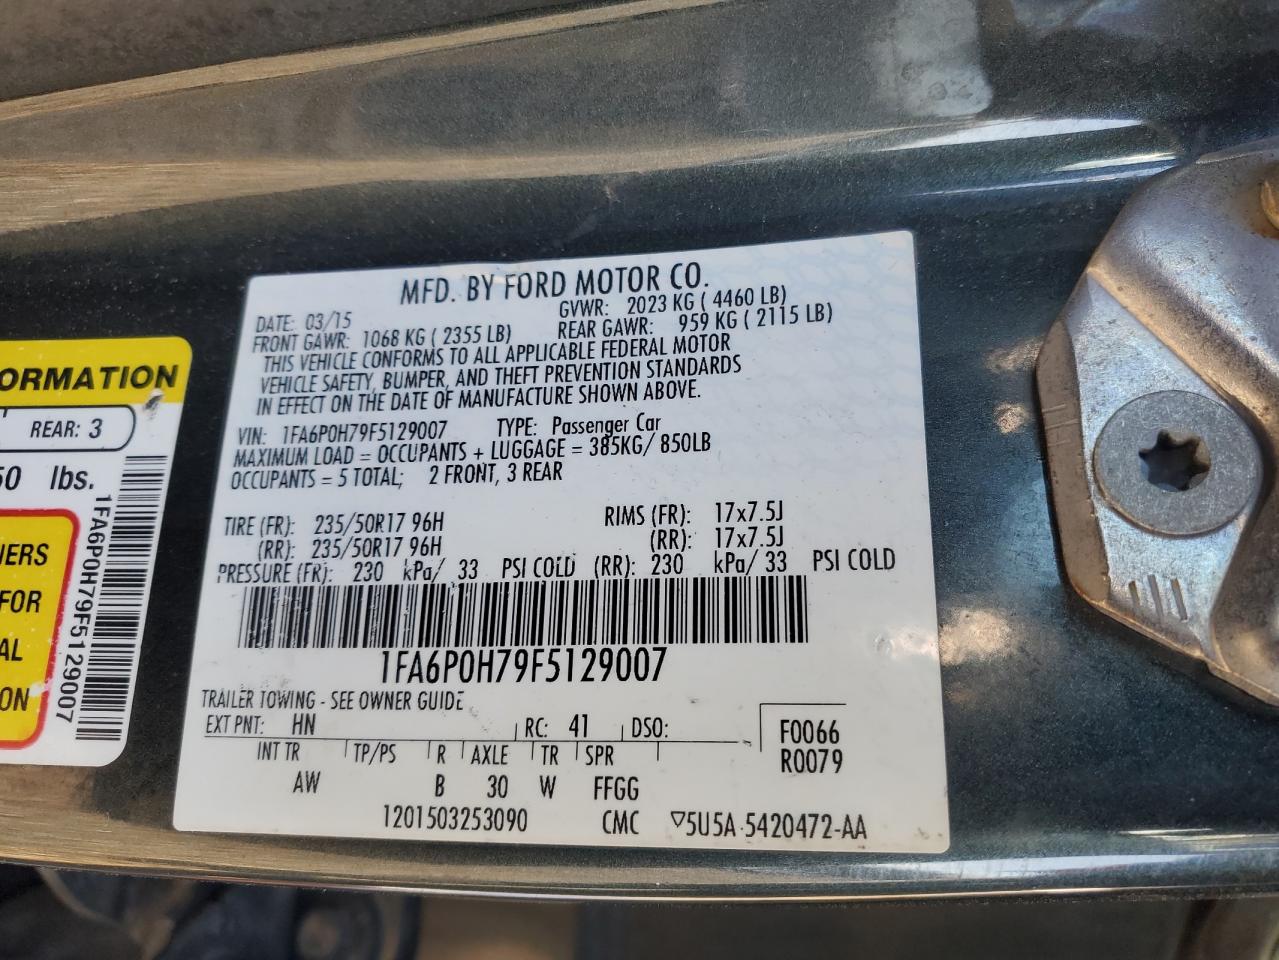 MFD. BY FORD MOTOR CO.
DATE: 03/15
GVWR: 2023 KG ( 4460 LB)
FRONT GAWR: 1068 KG ( 2355 LB)
REAR GAWR: 959 KG ( 2115 LB)
THIS VEHICLE CONFORMS TO ALL APPLICABLE FEDERAL MOTOR
VEHICLE SAFETY, BUMPER, AND THEFT PREVENTION STANDARDS
IN EFFECT ON THE DATE OF MANUFACTURE SHOWN ABOVE.
VIN: 1FA6P0H79F5129007 TYPE: Passenger Car
MAXIMUM LOAD = OCCUPANTS + LUGGAGE = 385KG/ 850LB
OCCUPANTS = 5 TOTAL; 2 FRONT, 3 REAR
TIRE (FR): 235/50R17 96H RIMS (FR): 17x7.5J
(RR): 235/50R17 96H (RR): 17x7.5J
PRESSURE (FR): 230 kPa/ 33 PSI COLD (RR): 230 kPa/ 33 PSI COLD
1FA6P0H79F5129007
TRAILER TOWING - SEE OWNER GUIDE
EXT PNT: HN RC: 41 DSO: F0066
R0079
INT TR TP/PS R AXLE TR SPR
AW B 30 W FFGG
1201503253090 CMC ▽5U5A-5420472-AA
ORMATION
REAR: 3
50 lbs.
IERS
FOR
AL
ON
1FA6P0H79F5129007